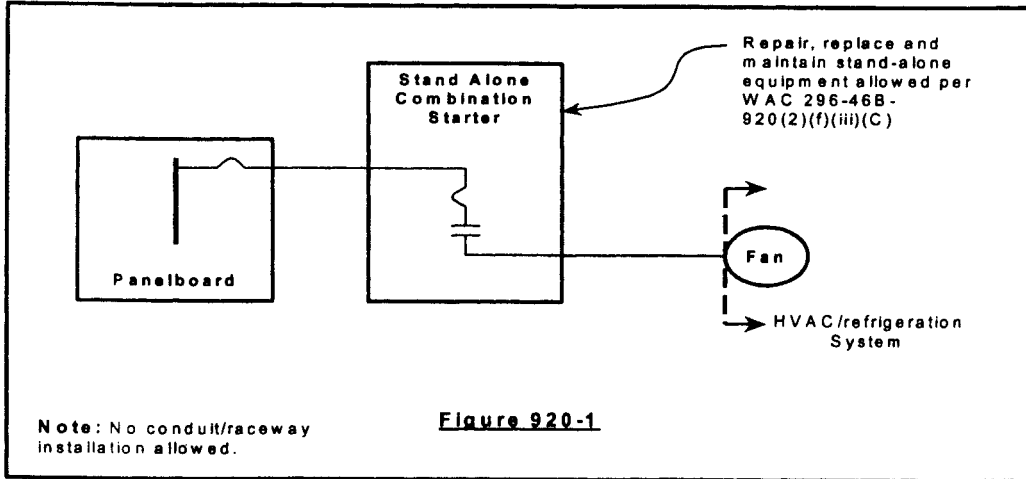 Repair, replace and
maintain stand-alone
equipment allowed per
WAC 296-46B-
920(2)(f)(iii)(C)
Stand Alone
Combination
Starter
Panelboard
Fan
HVAC/refrigeration
System
Note: No conduit/raceway
installation allowed.
Figure 920-1